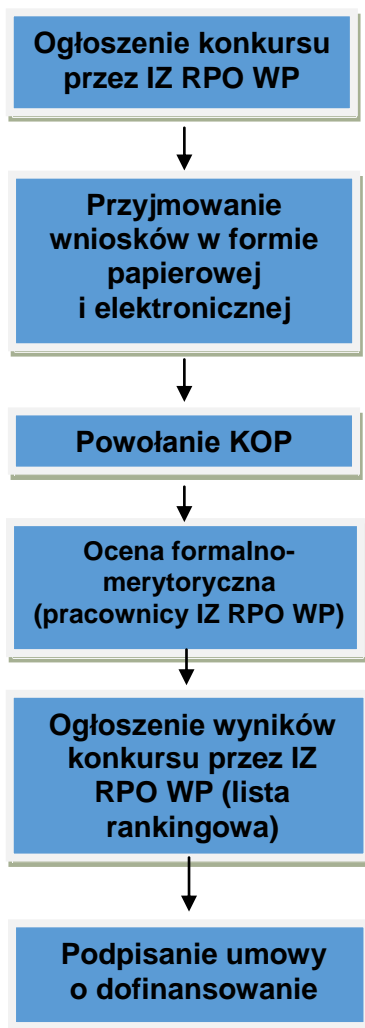 Ogłoszenie konkursu
przez IZ RPO WP
Przyjmowanie
wniosków w formie
papierowej
i elektronicznej
Powołanie KOP
Ocena formalno-
merytoryczna
(pracownicy IZ RPO WP)
Ogłoszenie wyników
konkursu przez IZ
RPO WP (lista
rankingowa)
Podpisanie umowy
o dofinansowanie